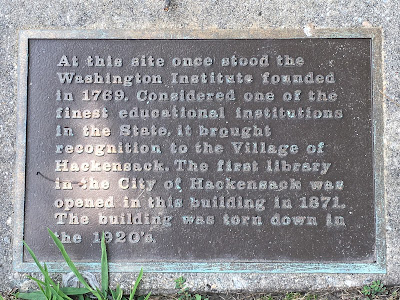 At this site once stood the
Washington Institute founded
in 1769. Considered one of the
finest educational institutions
in the State, it brought
recognition to the Village of
Hackensack. The first library
in the City of Hackensack was
opened in this building in 1871.
The building was torn down in
the 1920's.